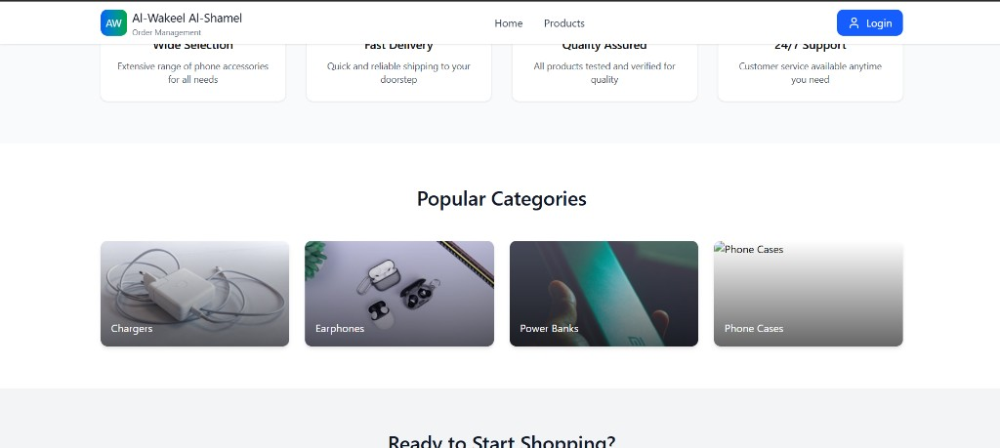 AW
Al-Wakeel Al-Shamel
Order Management
Home
Products
Login
Wide Selection
Extensive range of phone accessories
for all needs
Fast Delivery
Quick and reliable shipping to your
doorstep
Quality Assured
All products tested and verified for
quality
24/7 Support
Customer service available anytime
you need
Popular Categories
Chargers
Earphones
Power Banks
Phone Cases
Phone Cases
Ready to Start Shopping?